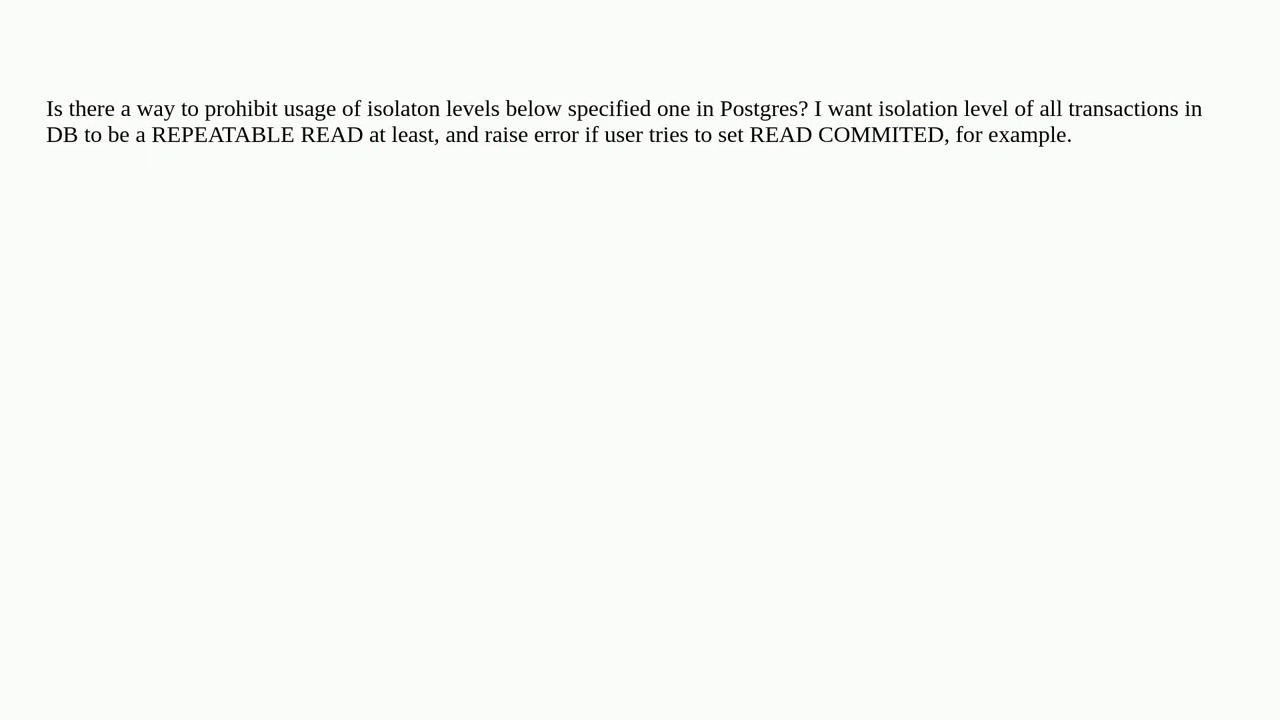 Is there a way to prohibit usage of isolaton levels below specified one in Postgres? I want isolation level of all transactions in
DB to be a REPEATABLE READ at least, and raise error if user tries to set READ COMMITED, for example.